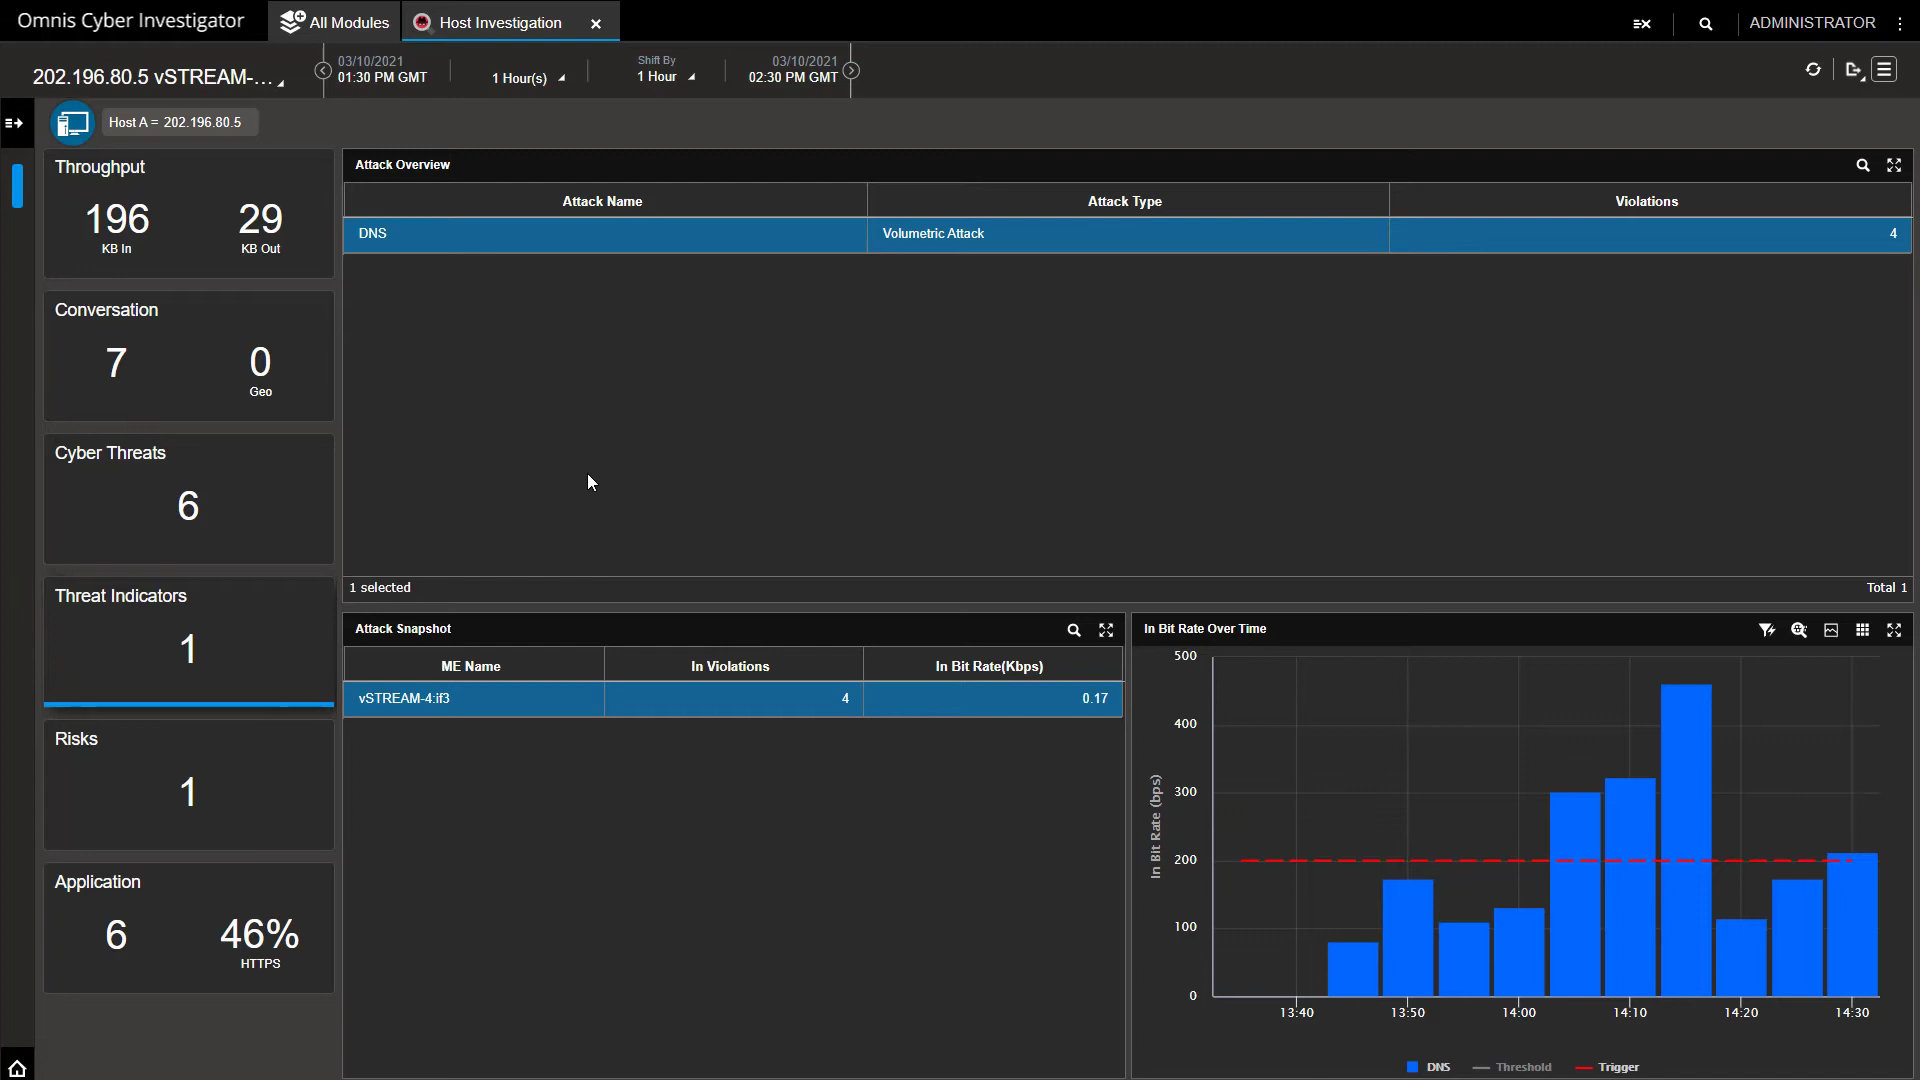 Omnis Cyber Investigator
All Modules
Host Investigation
ADMINISTRATOR
202.196.80.5 vSTREAM-...
03/10/2021
01:30 PM GMT
1 Hour(s)
Shift By
1 Hour
03/10/2021
02:30 PM GMT
Host A = 202.196.80.5
Throughput
196 29
KB In KB Out
Conversation
7 0
Geo
Cyber Threats
6
Threat Indicators
1
Risks
1
Application
6 46%
HTTPS
Attack Overview
Attack Name Attack Type Violations
DNS Volumetric Attack 4
1 selected Total 1
Attack Snapshot
ME Name In Violations In Bit Rate(Kbps)
vSTREAM-4:if3 4 0.17
In Bit Rate Over Time
In Bit Rate (bps)
500
400
300
200
100
0
13:40 13:50 14:00 14:10 14:20 14:30
DNS Threshold Trigger